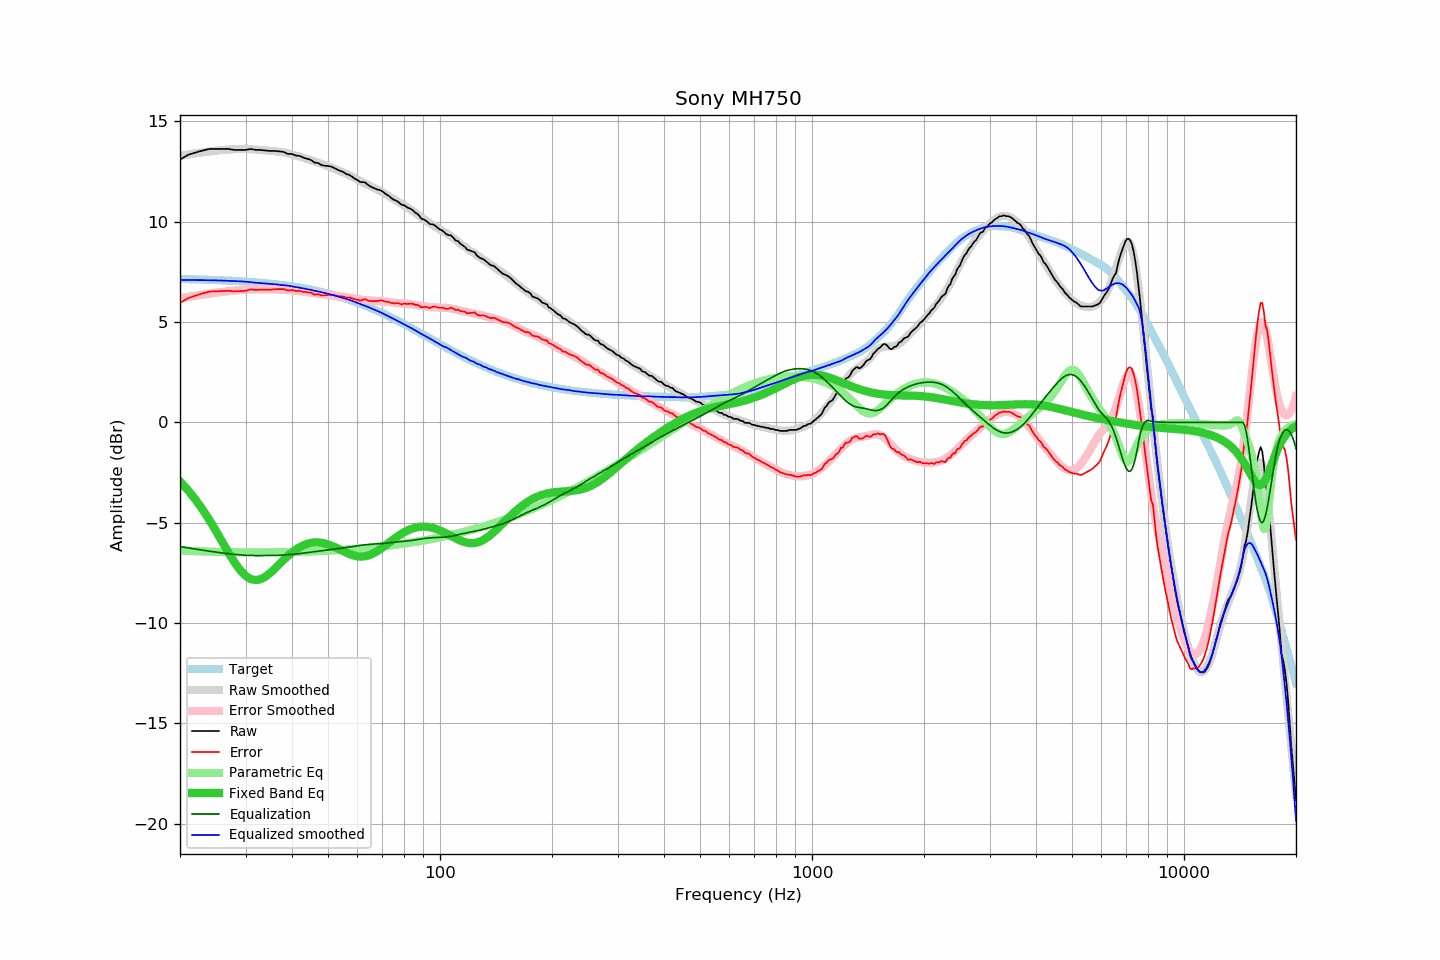 Sony MH750
15
10
5
0
−5
−10
−15
−20
Amplitude (dBr)
Target
Raw Smoothed
Error Smoothed
Raw
Error
Parametric Eq
Fixed Band Eq
Equalization
Equalized smoothed
100
1000
10000
Frequency (Hz)